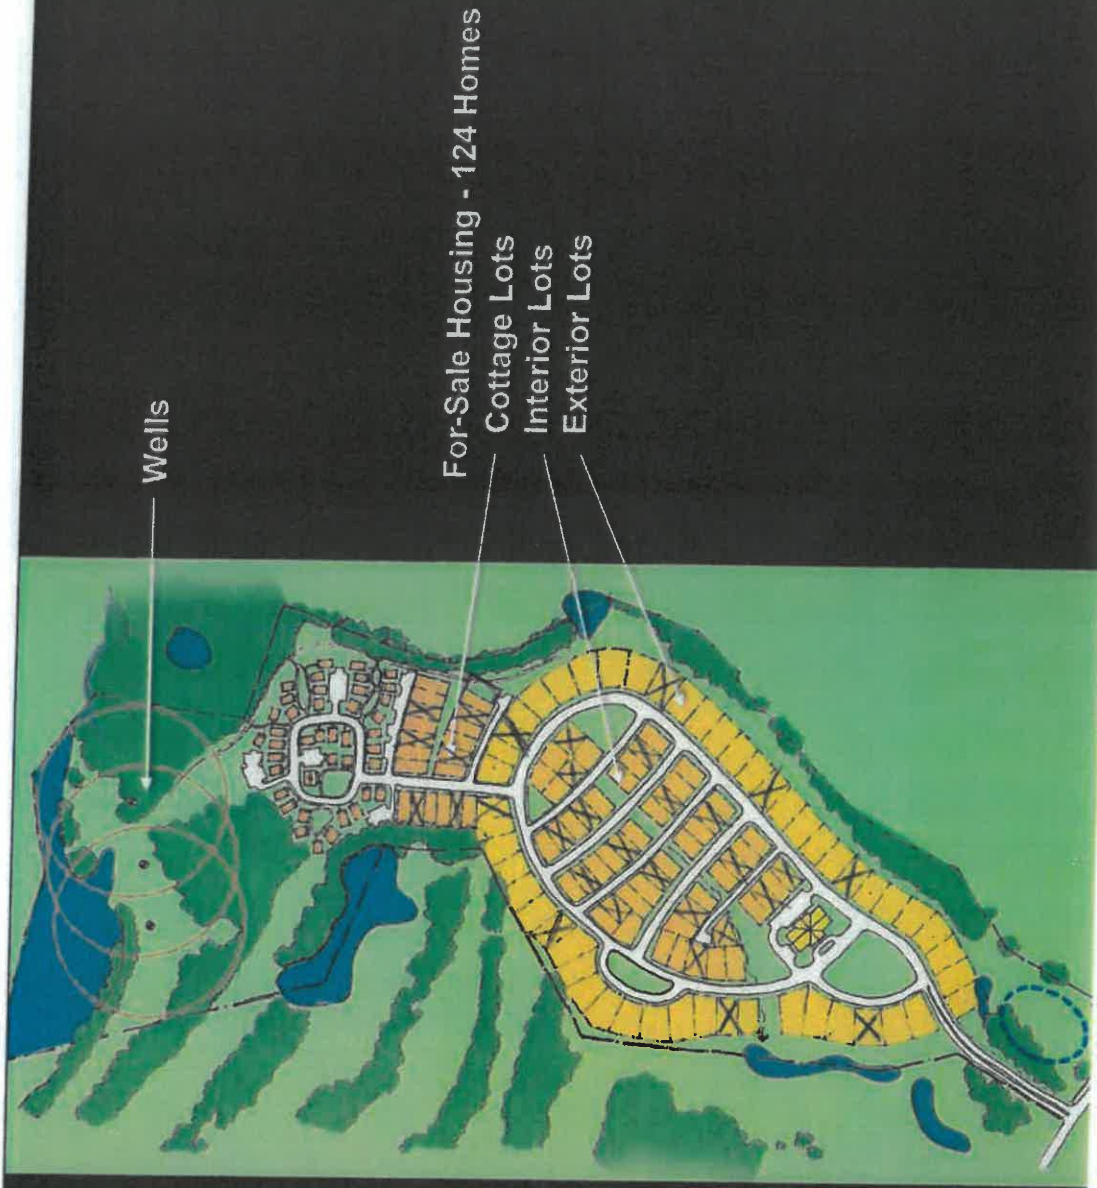 Wells
For-Sale Housing - 124 Homes
Cottage Lots
Interior Lots
Exterior Lots